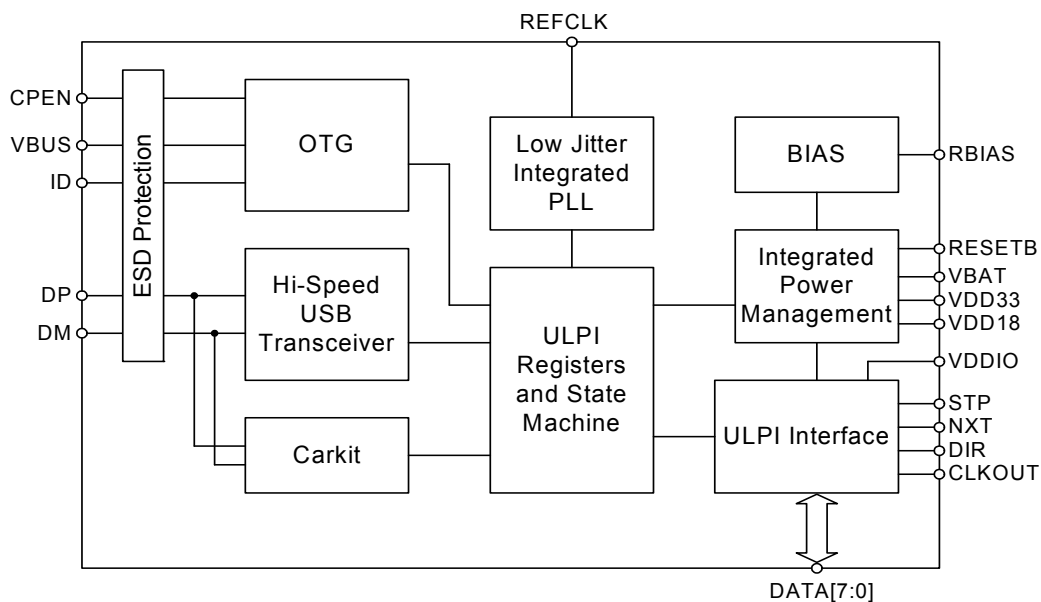 REFCLK
CPEN
VBUS
ID
DP
DM
ESD Protection
OTG
Hi-Speed
USB
Transceiver
Carkit
Low Jitter
Integrated
PLL
ULPI
Registers
and State
Machine
BIAS
Integrated
Power
Management
ULPI Interface
RBIAS
RESETB
VBAT
VDD33
VDD18
VDDIO
STP
NXT
DIR
CLKOUT
DATA[7:0]